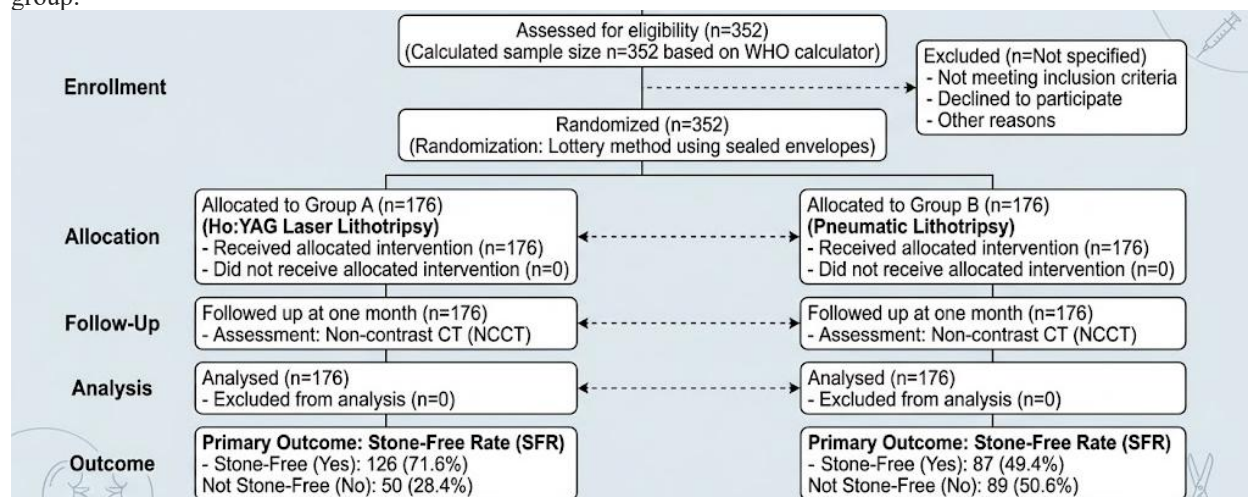 group.
Assessed for eligibility (n=352)
(Calculated sample size n=352 based on WHO calculator)
Enrollment
Excluded (n=Not specified)
- Not meeting inclusion criteria
- Declined to participate
- Other reasons
Randomized (n=352)
(Randomization: Lottery method using sealed envelopes)
Allocation
Allocated to Group A (n=176)
(Ho:YAG Laser Lithotripsy)
- Received allocated intervention (n=176)
- Did not receive allocated intervention (n=0)
Allocated to Group B (n=176)
(Pneumatic Lithotripsy)
- Received allocated intervention (n=176)
- Did not receive allocated intervention (n=0)
Follow-Up
Followed up at one month (n=176)
- Assessment: Non-contrast CT (NCCT)
Followed up at one month (n=176)
- Assessment: Non-contrast CT (NCCT)
Analysis
Analysed (n=176)
- Excluded from analysis (n=0)
Analysed (n=176)
- Excluded from analysis (n=0)
Outcome
Primary Outcome: Stone-Free Rate (SFR)
- Stone-Free (Yes): 126 (71.6%)
Not Stone-Free (No): 50 (28.4%)
Primary Outcome: Stone-Free Rate (SFR)
- Stone-Free (Yes): 87 (49.4%)
Not Stone-Free (No): 89 (50.6%)